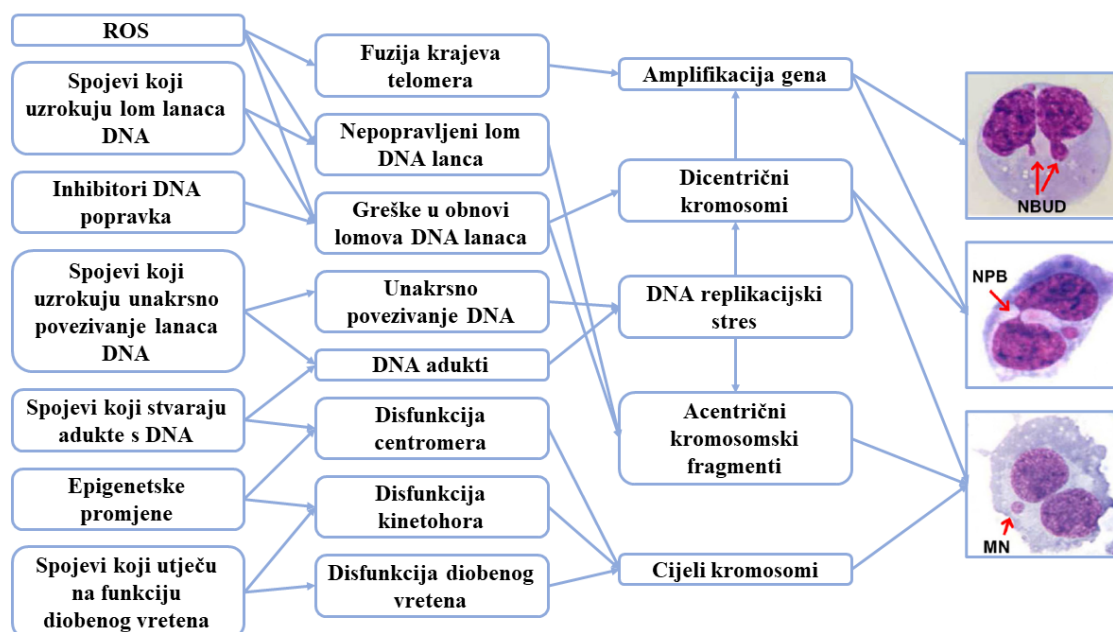 ROS
Spojevi koji
uzrokuju lom lanaca
DNA
Inhibitori DNA
popravka
Spojevi koji
uzrokuju unakrsno
povezivanje lanaca
DNA
Spojevi koji stvaraju
adukte s DNA
Epigenetske
promjene
Spojevi koji utječu
na funkciju
diobenog vretena
Fuzija krajeva
telomera
Nepopravljeni lom
DNA lanca
Greške u obnovi
lomova DNA lanaca
Unakrsno
povezivanje DNA
DNA adukti
Disfunkcija
centromera
Disfunkcija
kinetohora
Disfunkcija diobenog
vretena
Amplifikacija gena
Dicentrični
kromosomi
DNA replikacijski
stres
Acentrični
kromosomski
fragmenti
Cijeli kromosomi
NBUD
NPB
MN